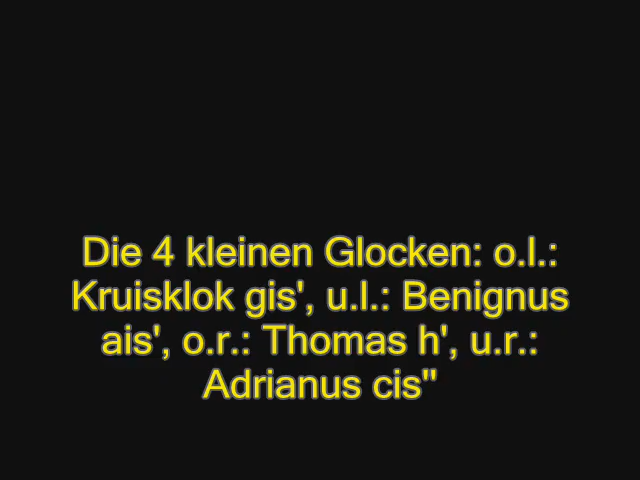 Die 4 kleinen Glocken: o.l.:
Kruisklok gis', u.l.: Benignus
ais', o.r.: Thomas h', u.r.:
Adrianus cis"